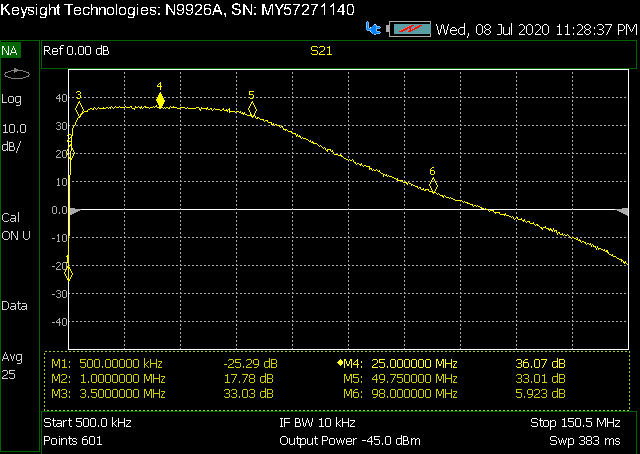 Keysight Technologies: N9926A, SN: MY57271140
Wed, 08 Jul 2020 11:28:37 PM
NA
Ref 0.00 dB
S21
Log
10.0
dB/
Cal
ON U
Data
Avg
25
40
30
20
10
0.0
-10
-20
-30
-40
1
2
3
4
5
6
M1: 500.00000 kHz -25.29 dB
M2: 1.0000000 MHz 17.78 dB
M3: 3.5000000 MHz 33.03 dB
M4: 25.000000 MHz 36.07 dB
M5: 49.750000 MHz 33.01 dB
M6: 98.000000 MHz 5.923 dB
Start 500.0 kHz IF BW 10 kHz Stop 150.5 MHz
Points 601 Output Power -45.0 dBm Swp 383 ms